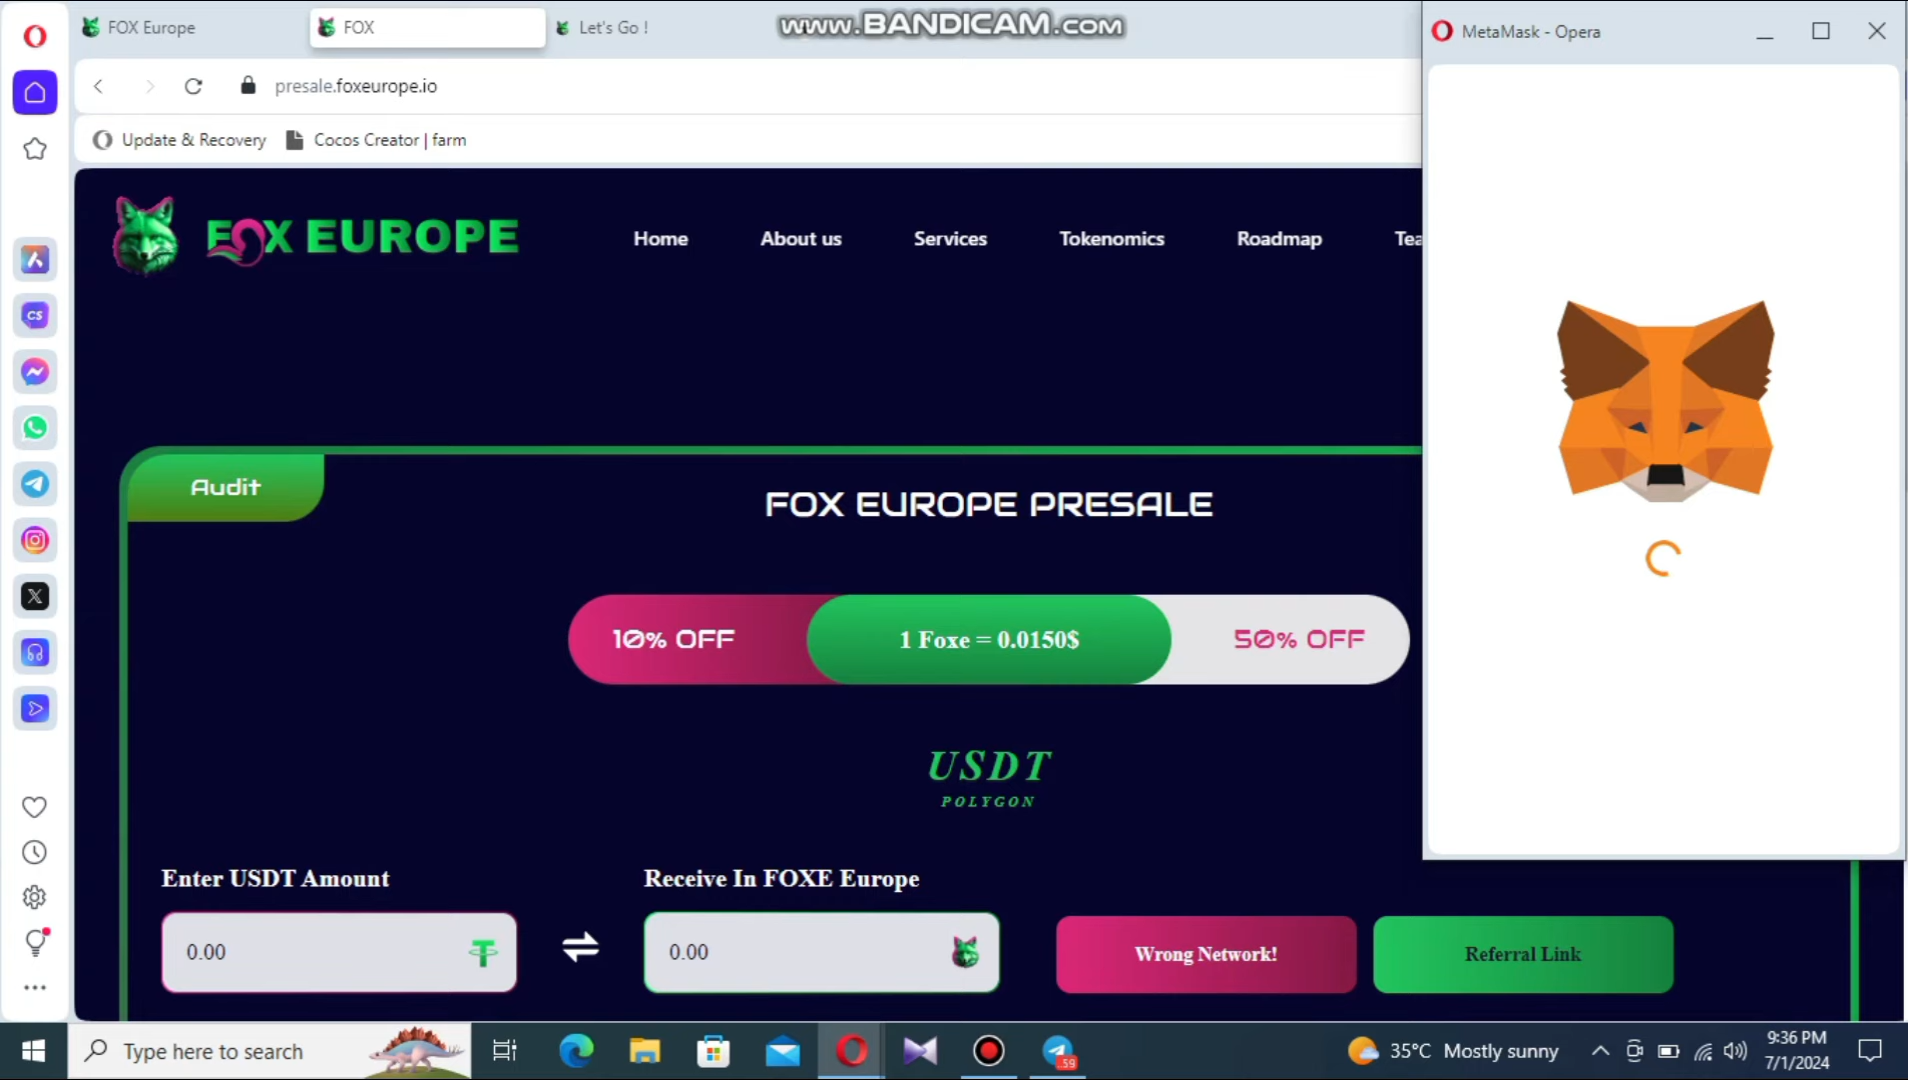 FOX Europe
FOX
Let's Go !
www.BANDICAM.com
MetaMask - Opera
presale.foxeurope.io
Update & Recovery
Cocos Creator | farm
FOX EUROPE
Home
About us
Services
Tokenomics
Roadmap
Tea
CS
Audit
FOX EUROPE PRESALE
10% OFF
1 Foxe = 0.0150$
50% OFF
USDT
POLYGON
Enter USDT Amount
Receive In FOXE Europe
0.00
0.00
Wrong Network!
Referral Link
Type here to search
59
35°C Mostly sunny
9:36 PM
7/1/2024